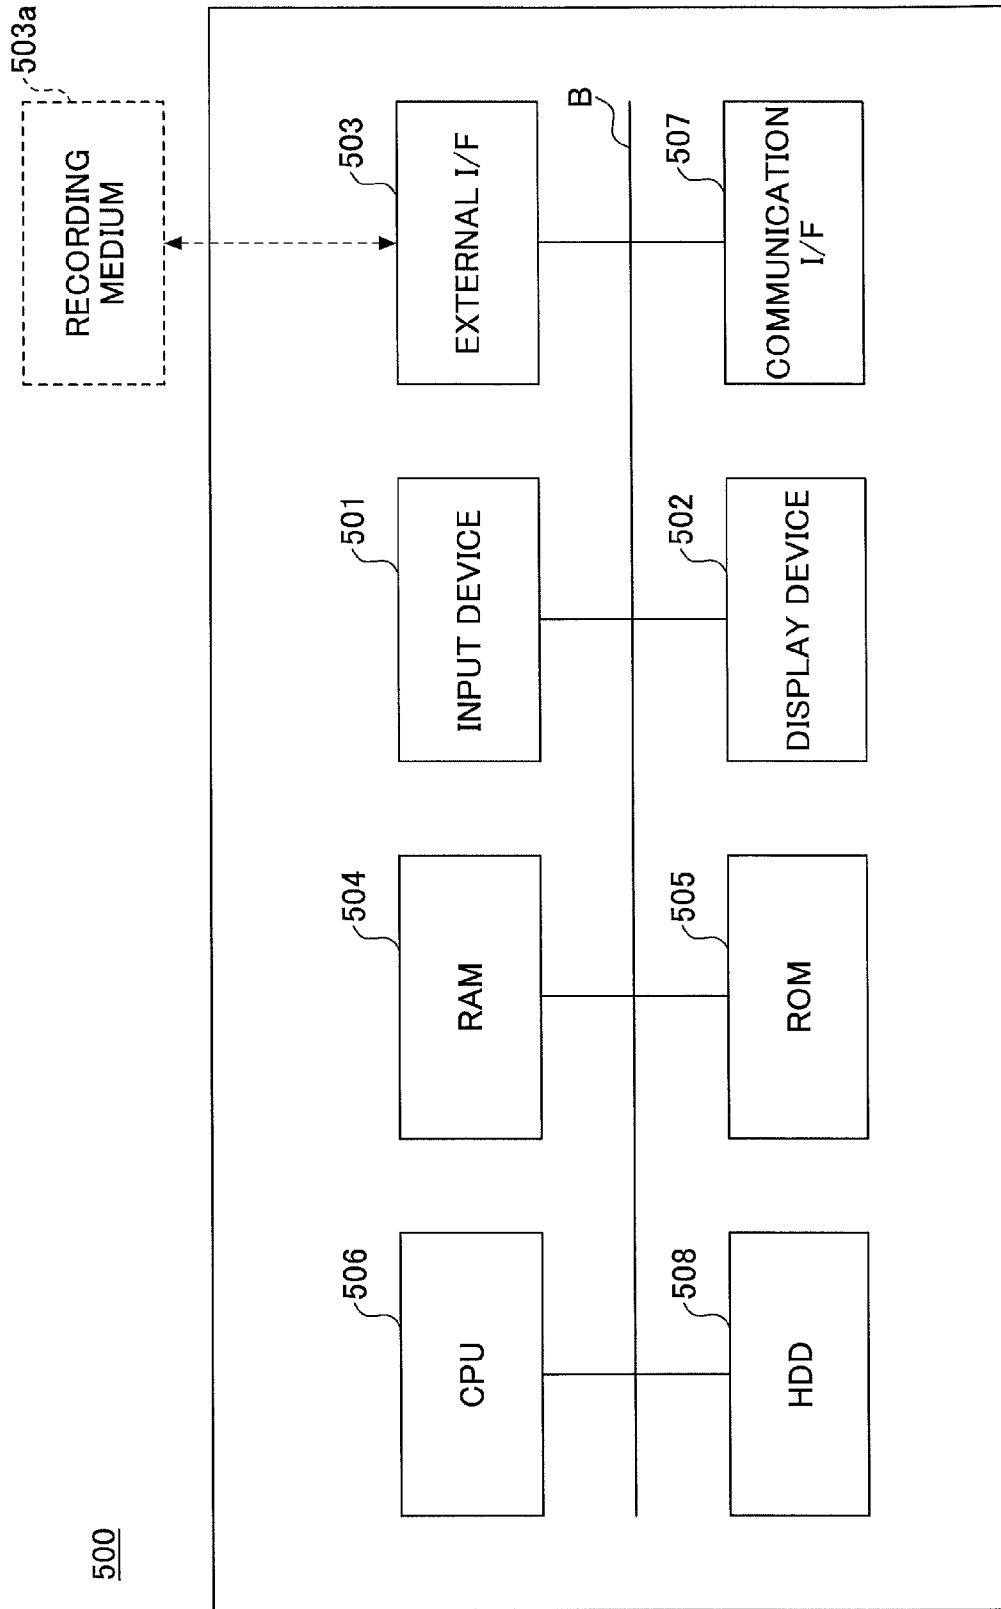 500
506
CPU
504
RAM
501
INPUT DEVICE
503
EXTERNAL I/F
503a
RECORDING
MEDIUM
B
508
HDD
505
ROM
502
DISPLAY DEVICE
507
COMMUNICATION
I/F